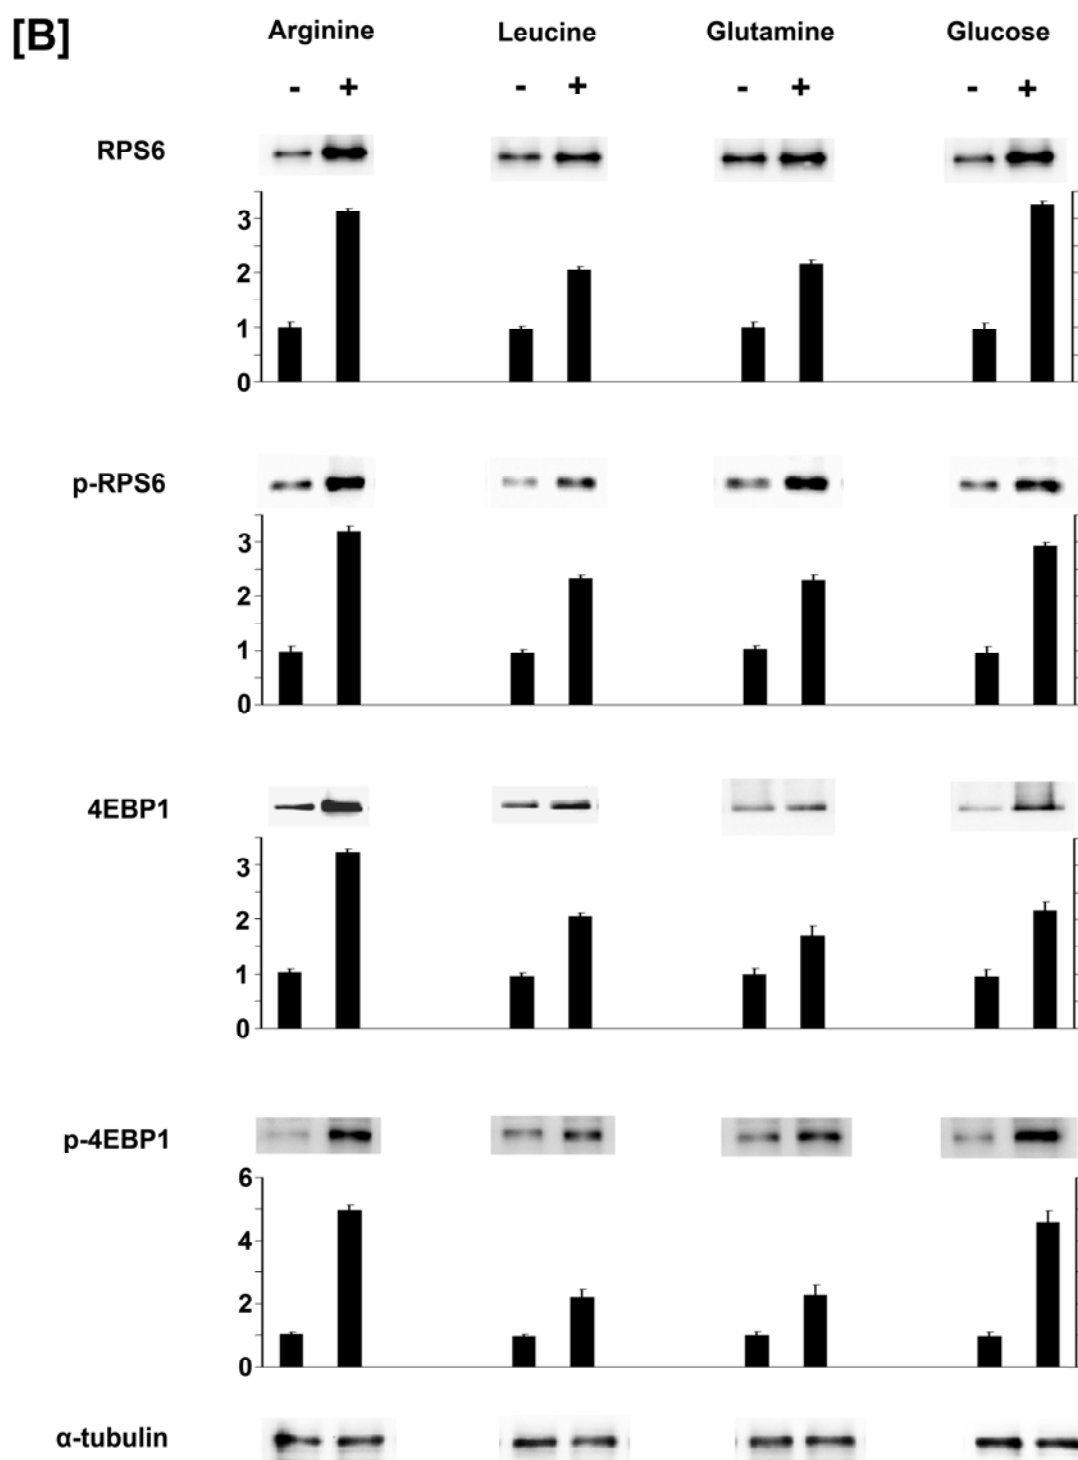 [B]
Arginine Leucine Glutamine Glucose
- + - + - + - +
RPS6
3
2
1
0
p-RPS6
3
2
1
0
4EBP1
3
2
1
0
p-4EBP1
6
4
2
0
α-tubulin